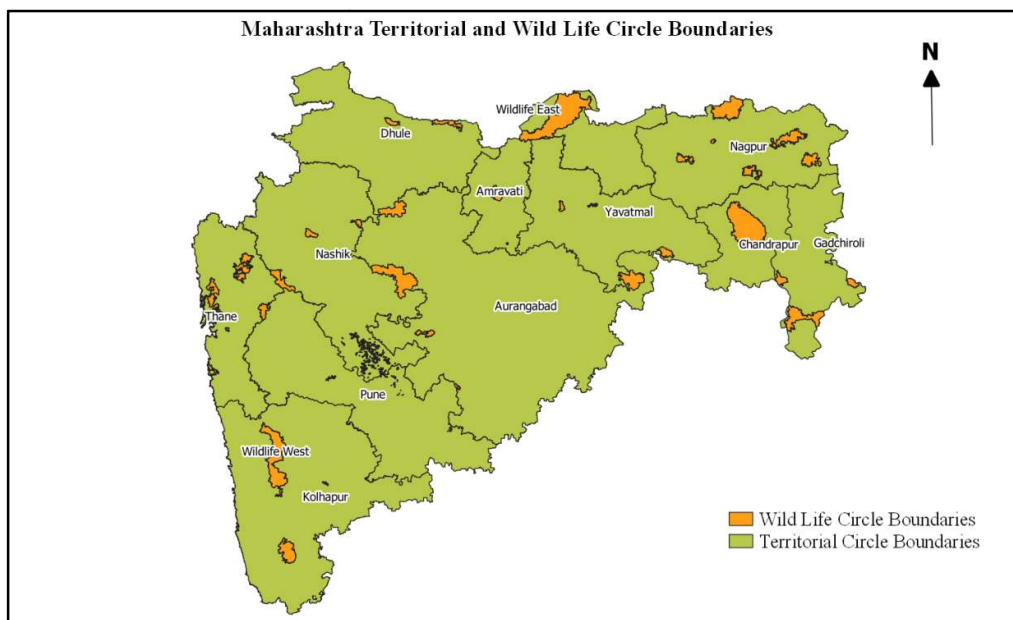 Maharashtra Territorial and Wild Life Circle Boundaries
N
Wildlife East
Dhule
Nagpur
Amravati
Yavatmal
Chandrapur
Gadchiroli
Nashik
Aurangabad
Thane
Pune
Wildlife West
Kolhapur
Wild Life Circle Boundaries
Territorial Circle Boundaries